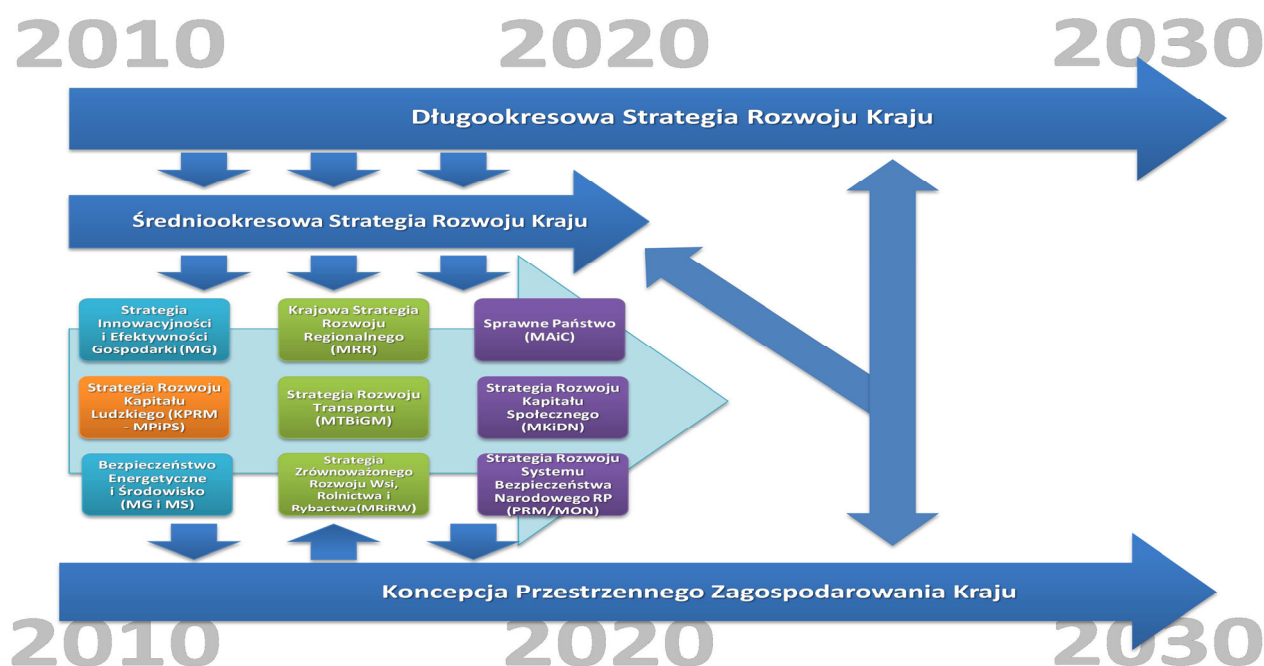 2010
2020
2030
Długookresowa Strategia Rozwoju Kraju
Średniookresowa Strategia Rozwoju Kraju
Strategia
Innowacyjności
i Efektywności
Gospodarki (MG)
Krajowa Strategia
Rozwoju
Regionalnego
(MRR)
Sprawne Państwo
(MAiC)
Strategia Rozwoju
Kapitału
Ludzkiego (KPRM
– MPiPS)
Strategia Rozwoju
Transportu
(MTBiGM)
Strategia Rozwoju
Kapitału
Społecznego
(MKiDN)
Bezpieczeństwo
Energetyczne
i Środowisko
(MG i MS)
Strategia
Zrównoważonego
Rozwoju Wsi,
Rolnictwa i
Rybactwa(MRiRW)
Strategia Rozwoju
Systemu
Bezpieczeństwa
Narodowego RP
(PRM/MON)
Koncepcja Przestrzennego Zagospodarowania Kraju
2010
2020
2030